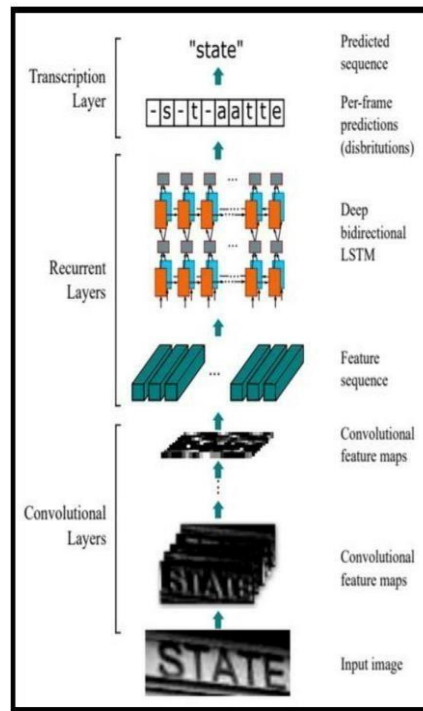 "state"
Predicted
sequence
Transcription
Layer
-s-t-aatte
Per-frame
predictions
(disbritutions)
...
Deep
bidirectional
LSTM
Recurrent
Layers
...
Feature
sequence
Convolutional
feature maps
Convolutional
Layers
STATE
Convolutional
feature maps
STATE
Input image